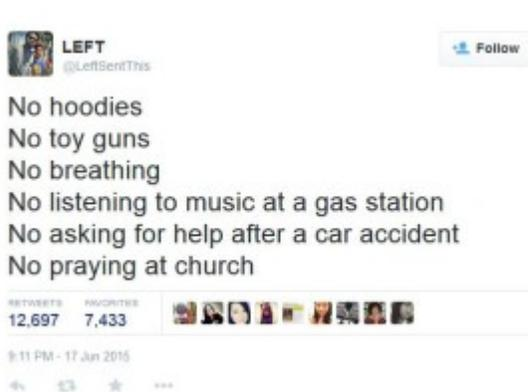 LEFT
@LeftSentThis
Follow
No hoodies
No toy guns
No breathing
No listening to music at a gas station
No asking for help after a car accident
No praying at church
RETWEETS FAVORITES
12,697 7,433
9:11 PM - 17 Jun 2015